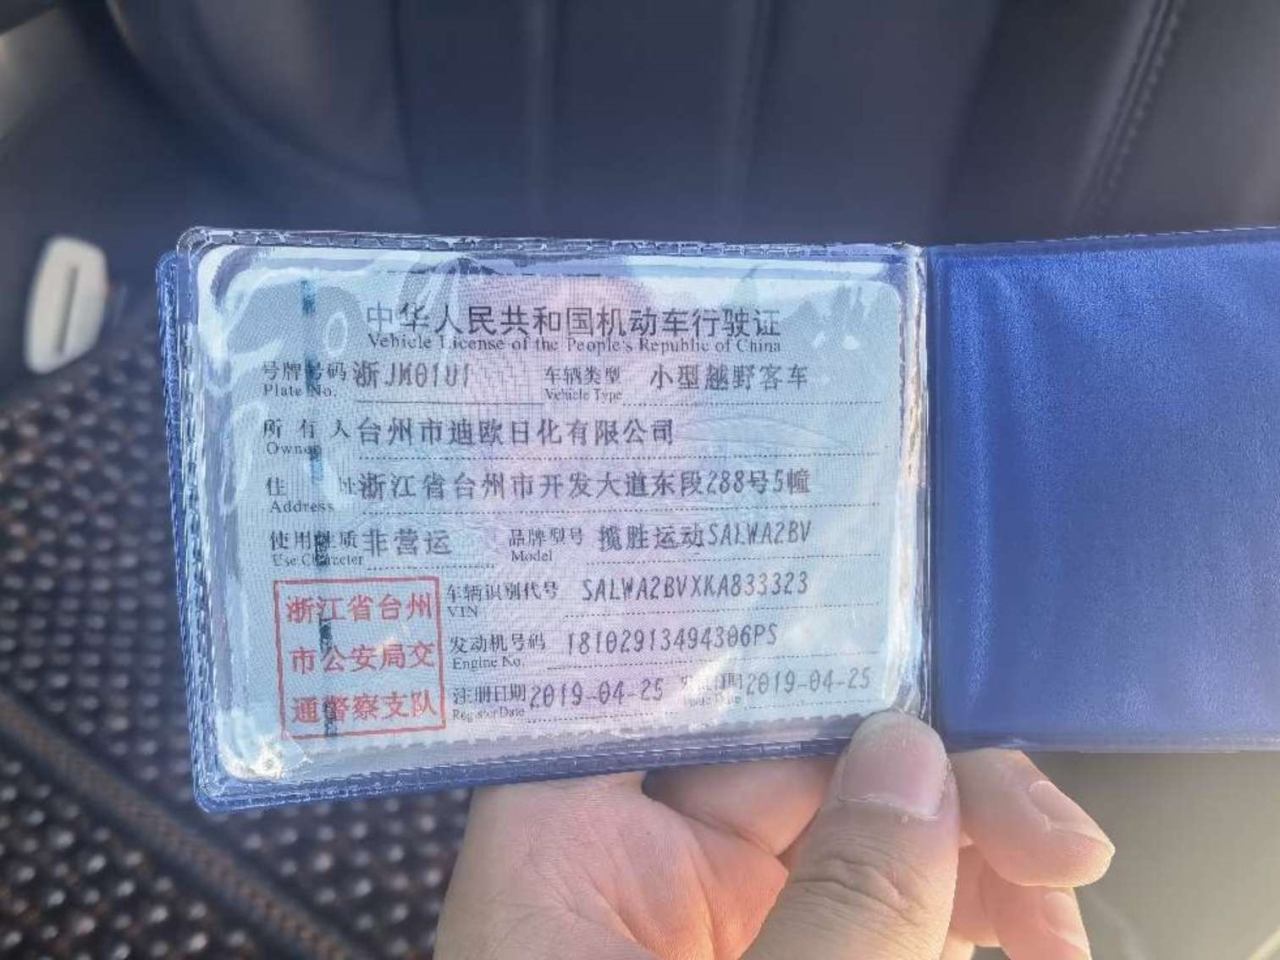 中华人民共和国机动车行驶证
Vehicle License of the People's Republic of China
号牌号码 浙JM01U1 车辆类型 小型越野客车
Plate No. Vehicle Type
所有人 台州市迪欧日化有限公司
Owner
住址 浙江省台州市开发大道东段288号5幢
Address
使用性质 非营运 品牌型号 揽胜运动SALWA2BV
Use Character Model
浙江省台州
市公安局交
通警察支队
车辆识别代号 SALWA2BVXKA833323
VIN
发动机号码 18102913494306PS
Engine No.
注册日期 2019-04-25 发证日期 2019-04-25
Register Date Issue Date